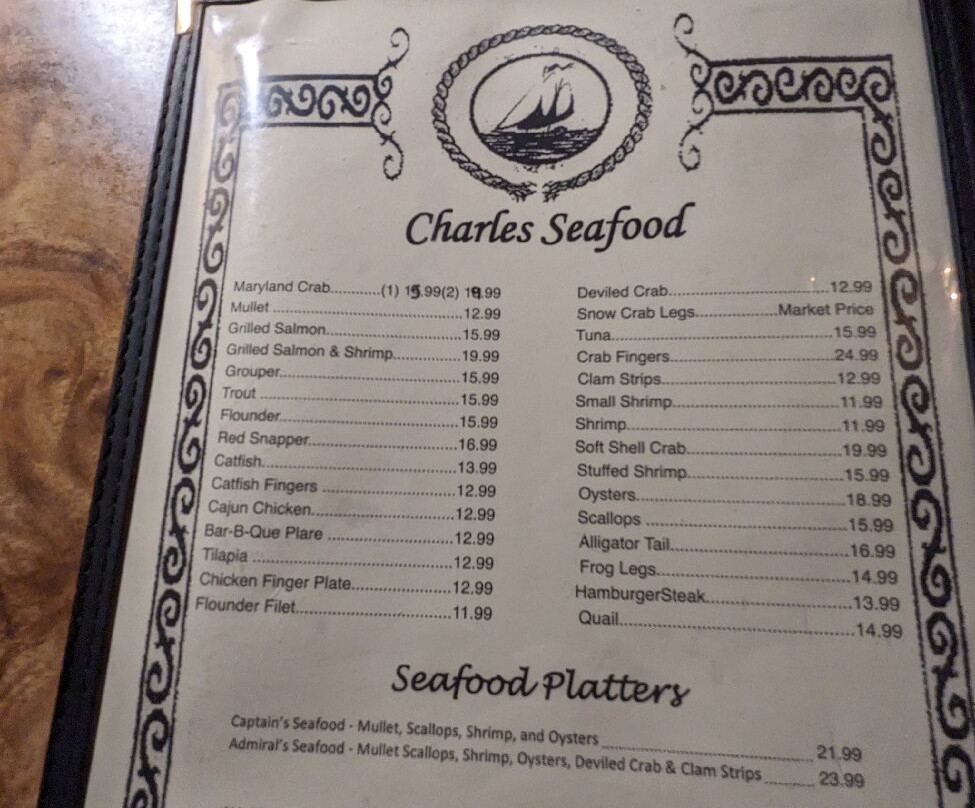 Charles Seafood
Maryland Crab...........(1) 15.99(2) 19.99
Mullet ..........................................12.99
Grilled Salmon.............................15.99
Grilled Salmon & Shrimp..............19.99
Grouper.......................................15.99
Trout ...........................................15.99
Flounder.......................................15.99
Red Snapper................................16.99
Catfish..........................................13.99
Catfish Fingers .............................12.99
Cajun Chicken..............................12.99
Bar-B-Que Plare ..........................12.99
Tilapia ..........................................12.99
Chicken Finger Plate.....................12.99
Flounder Filet................................11.99
Deviled Crab..................................12.99
Snow Crab Legs.................Market Price
Tuna..............................................15.99
Crab Fingers..................................24.99
Clam Strips....................................12.99
Small Shrimp..................................11.99
Shrimp...........................................11.99
Soft Shell Crab...............................19.99
Stuffed Shrimp................................15.99
Oysters..........................................18.99
Scallops ........................................15.99
Alligator Tail....................................16.99
Frog Legs.......................................14.99
HamburgerSteak.............................13.99
Quail..............................................14.99
Seafood Platters
Captain's Seafood - Mullet, Scallops, Shrimp, and Oysters ........................ 21.99
Admiral's Seafood - Mullet Scallops, Shrimp, Oysters, Deviled Crab & Clam Strips ........ 23.99